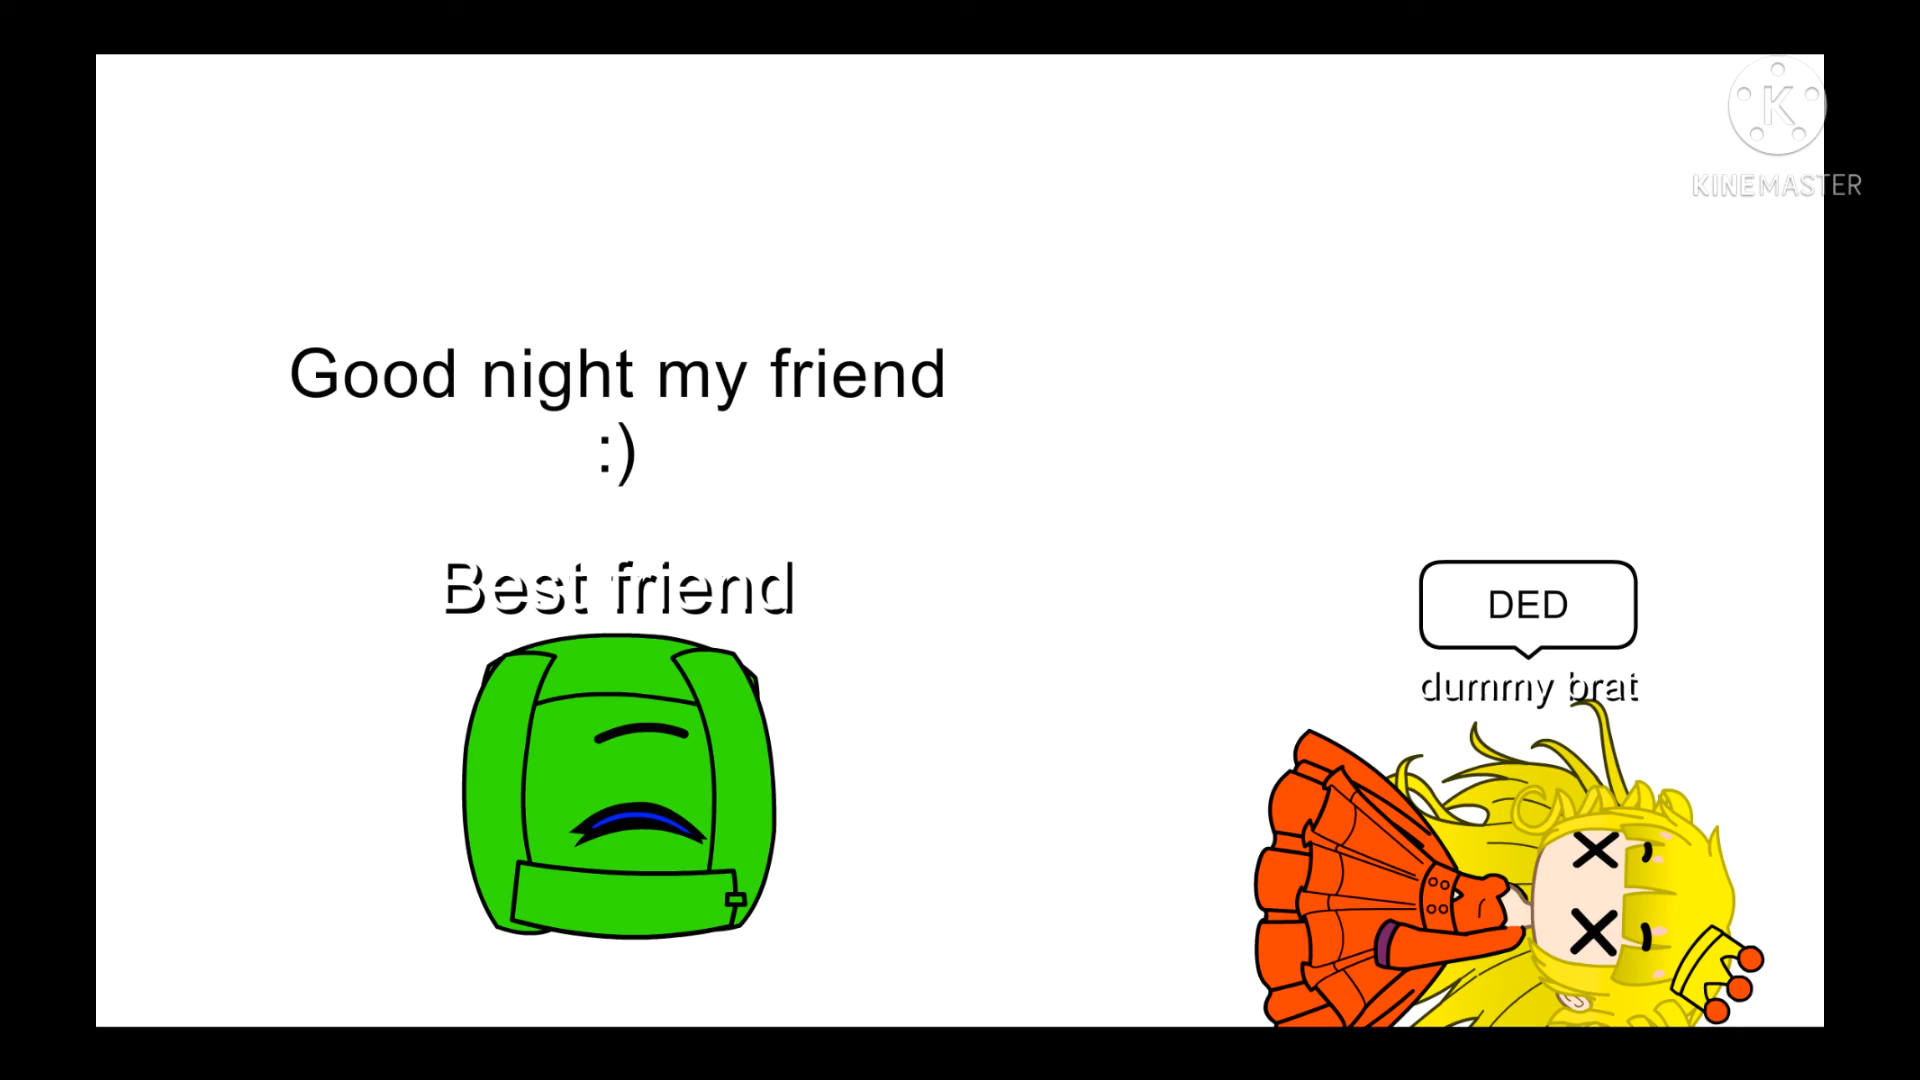 K
KINEMASTER
Good night my friend
:)
Best friend
DED
dummy brat